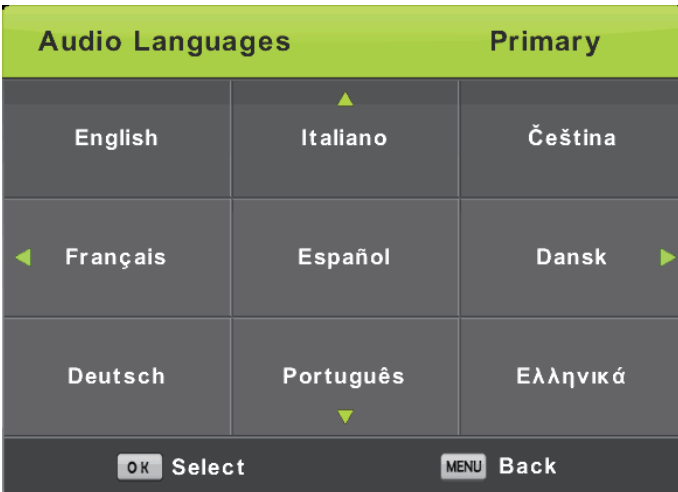 Audio Languages Primary
English Italiano Čeština
Français Español Dansk
Deutsch Português Ελληνικά
OK Select MENU Back